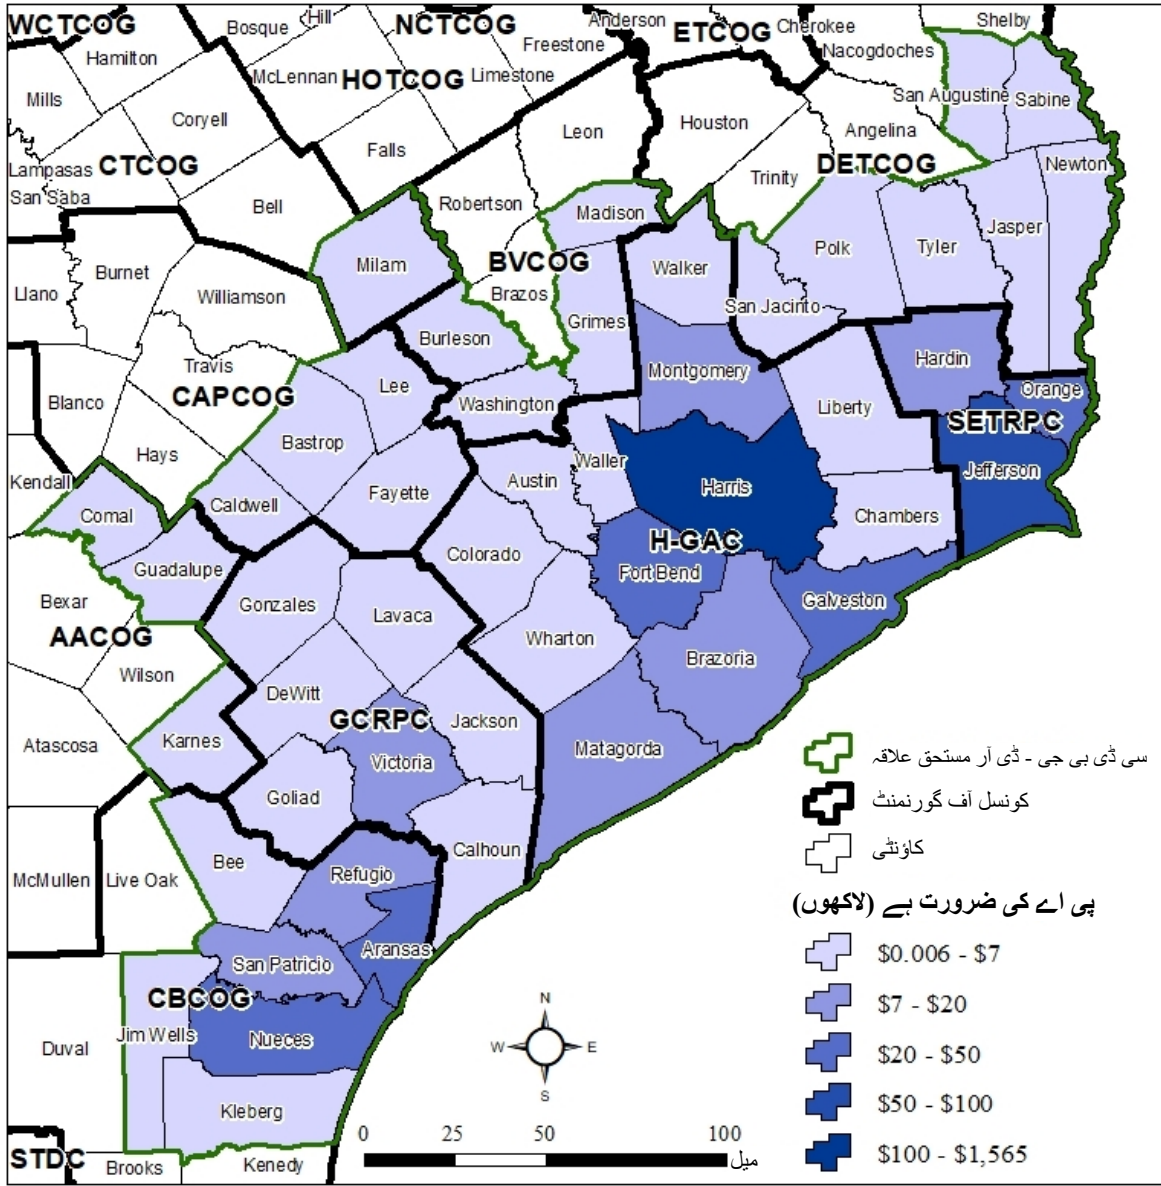 WCTCOG
Hill
Bosque
NCTCOG
Anderson
ETCOG
Cherokee
Shelby
Hamilton
Freestone
Nacogdoches
McLennan
HOTCOG
Limestone
Mills
San Augustine
Sabine
Coryell
Leon
Houston
Angelina
Falls
Lampasas
CTCOG
DETCOG
Newton
San Saba
Trinity
Bell
Robertson
Madison
Jasper
Polk
Tyler
Milam
BVCOG
Walker
Burnet
Llano
Williamson
Brazos
San Jacinto
Grimes
Burleson
Hardin
Travis
Montgomery
Lee
Orange
CAPCOG
Blanco
Washington
Liberty
SETRPC
Bastrop
Hays
Waller
Jefferson
Kendall
Austin
Harris
Fayette
Caldwell
Comal
Chambers
H-GAC
Colorado
Guadalupe
Fort Bend
Bexar
Gonzales
Galveston
Lavaca
AACOG
Wharton
Brazoria
Wilson
DeWitt
GCRPC
Jackson
Atascosa
Karnes
Matagorda
Victoria
سی ڈی بی جی - ڈی آر مستحق علاقہ
Goliad
کونسل آف گورنمنٹ
Bee
Calhoun
کاؤنٹی
McMullen
Live Oak
Refugio
پی اے کی ضرورت ہے (لاکھوں)
Aransas
$0.006 - $7
San Patricio
CBCOG
$7 - $20
N
Jim Wells
Nueces
Duval
W
E
$20 - $50
S
$50 - $100
Kleberg
0 25 50 100
میل
$100 - $1,565
STDC
Brooks
Kenedy